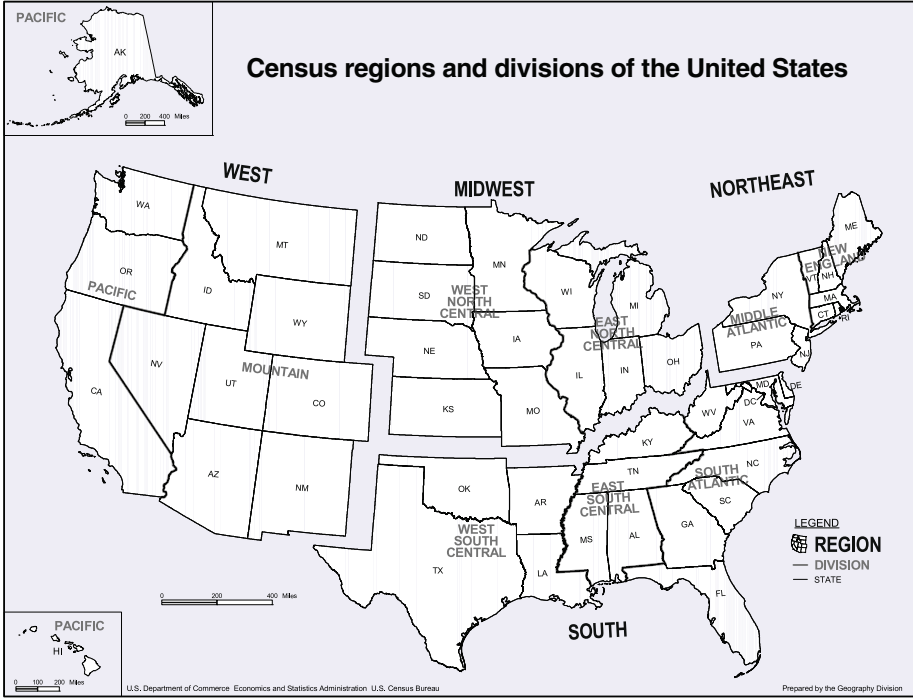 PACIFIC
AK
0 200 400 Miles
Census regions and divisions of the United States
WEST
MIDWEST
NORTHEAST
WA
MT
ND
MN
ME
OR
ID
SD
WI
MI
NEW
ENGLAND
VT
NH
PACIFIC
WY
WEST
NORTH
CENTRAL
NY
MA
CT
RI
NV
NE
IA
EAST
NORTH
CENTRAL
MIDDLE
ATLANTIC
PA
NJ
CA
UT
MOUNTAIN
CO
KS
MO
IL
IN
OH
WV
MD
DE
DC
VA
KY
AZ
NM
OK
AR
TN
NC
SOUTH
ATLANTIC
SC
EAST
SOUTH
CENTRAL
MS
AL
GA
WEST
SOUTH
CENTRAL
TX
LA
FL
LEGEND
REGION
DIVISION
STATE
0 200 400 Miles
SOUTH
PACIFIC
HI
0 100 200 Miles
U.S. Department of Commerce Economics and Statistics Administration U.S. Census Bureau
Prepared by the Geography Division